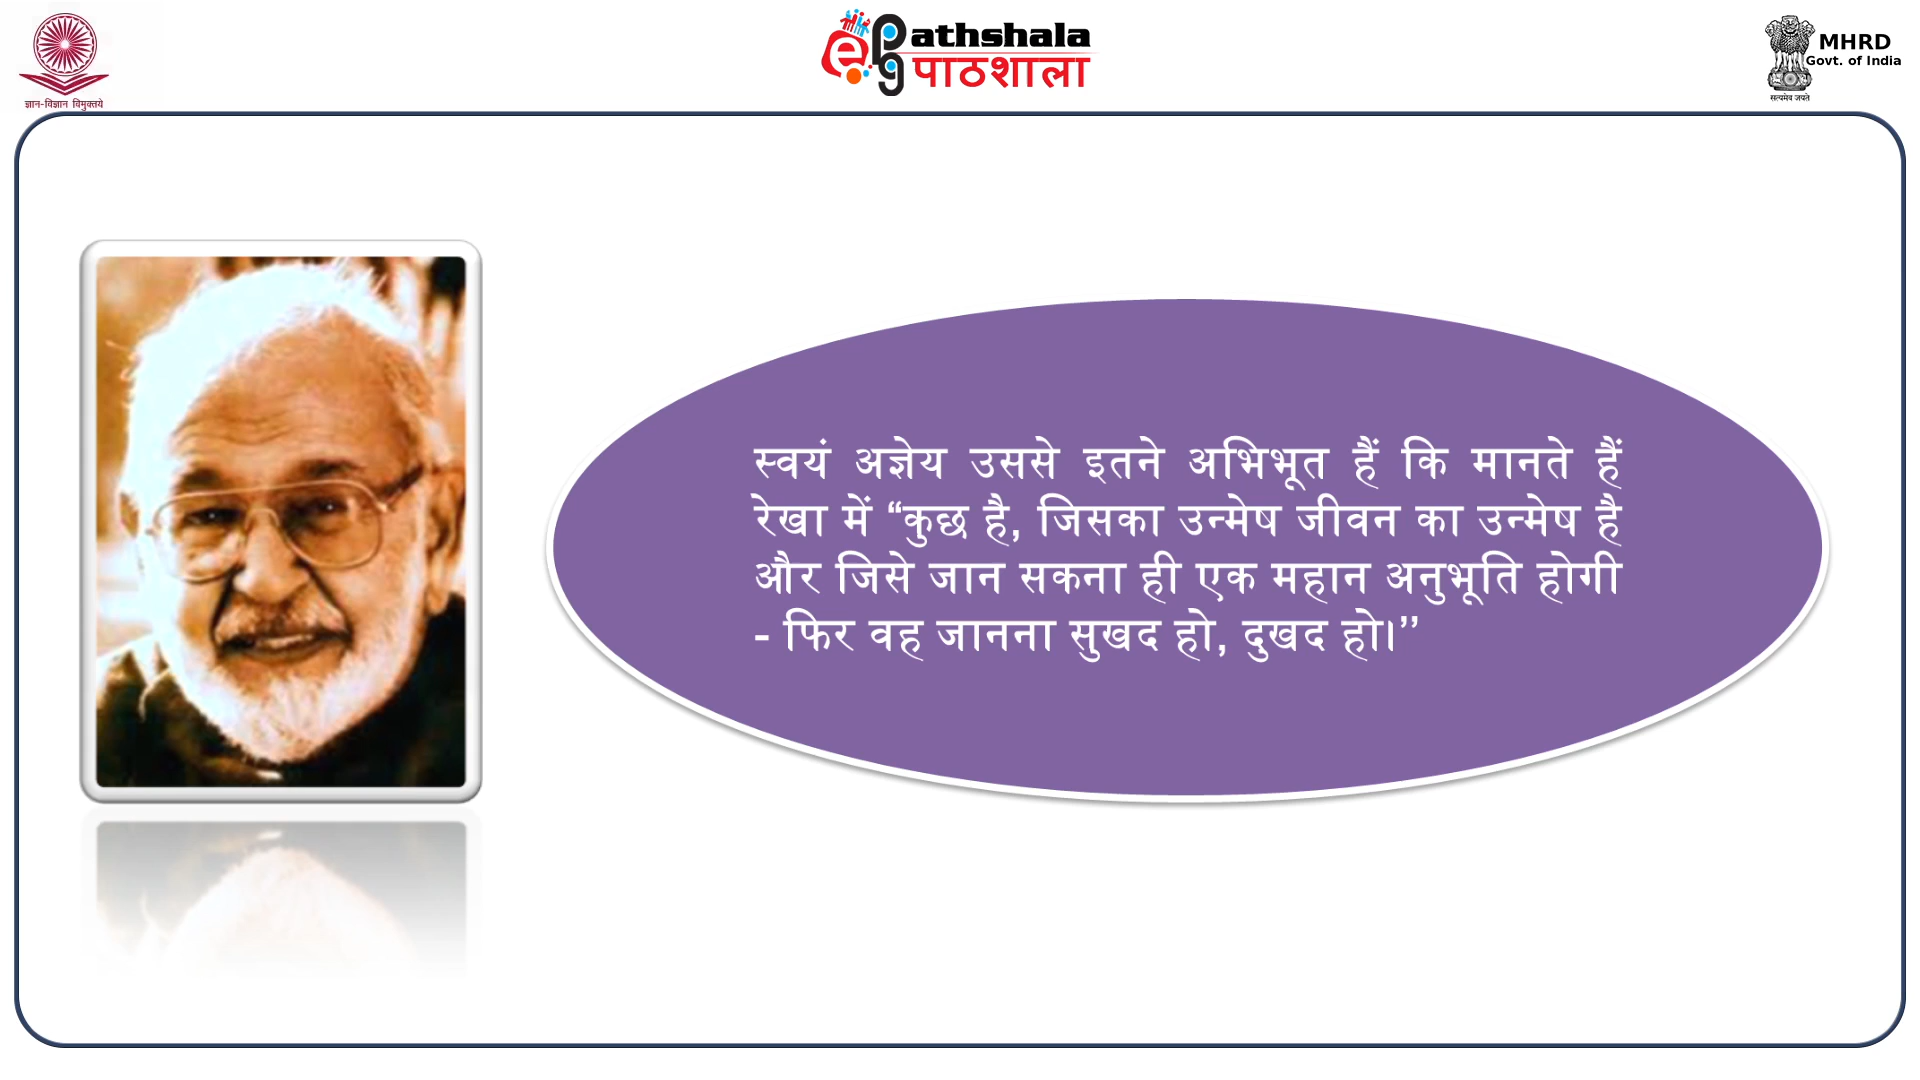 ज्ञान-विज्ञान विमुक्तये
ePathshala
पाठशाला
MHRD
Govt. of India
सत्यमेव जयते
स्वयं अज्ञेय उससे इतने अभिभूत हैं कि मानते हैं
रेखा में “कुछ है, जिसका उन्मेष जीवन का उन्मेष है
और जिसे जान सकना ही एक महान अनुभूति होगी
- फिर वह जानना सुखद हो, दुखद हो।’’